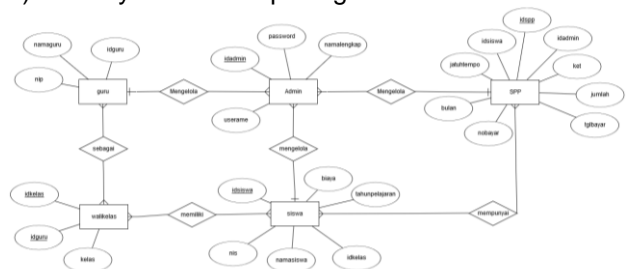 idspp
password
namaguru
idguru
idsiswa
idadmin
idadmin
namalengkap
jatuhtempo
ket
nip
guru
Mengelola
Admin
Mengelola
SPP
jumlah
bulan
userame
nobayar
tglbayar
sebagai
mengelola
biaya
idkelas
idsiswa
tahunpelajaran
walikelas
memiliki
siswa
mempunyai
idguru
kelas
nis
namasiswa
idkelas